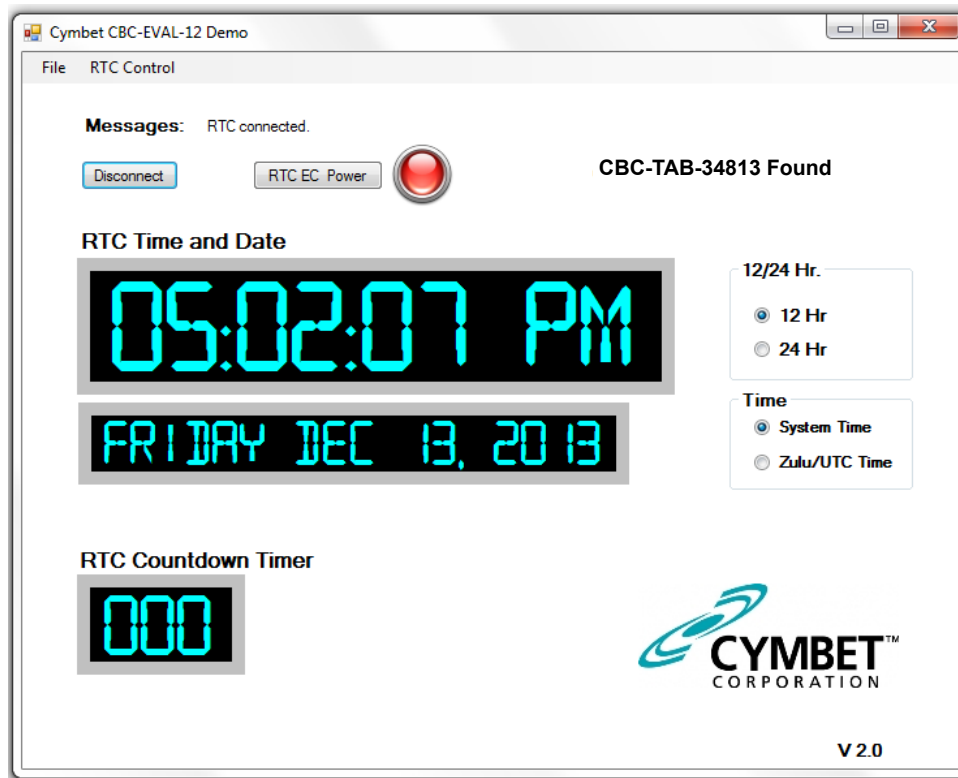 Cymbet CBC-EVAL-12 Demo
File RTC Control
Messages: RTC connected.
Disconnect RTC EC Power CBC-TAB-34813 Found
RTC Time and Date
05:02:07 PM
FRIDAY DEC 13, 2013
12/24 Hr.
12 Hr
24 Hr
Time
System Time
Zulu/UTC Time
RTC Countdown Timer
000
CYMBET™
CORPORATION
V 2.0